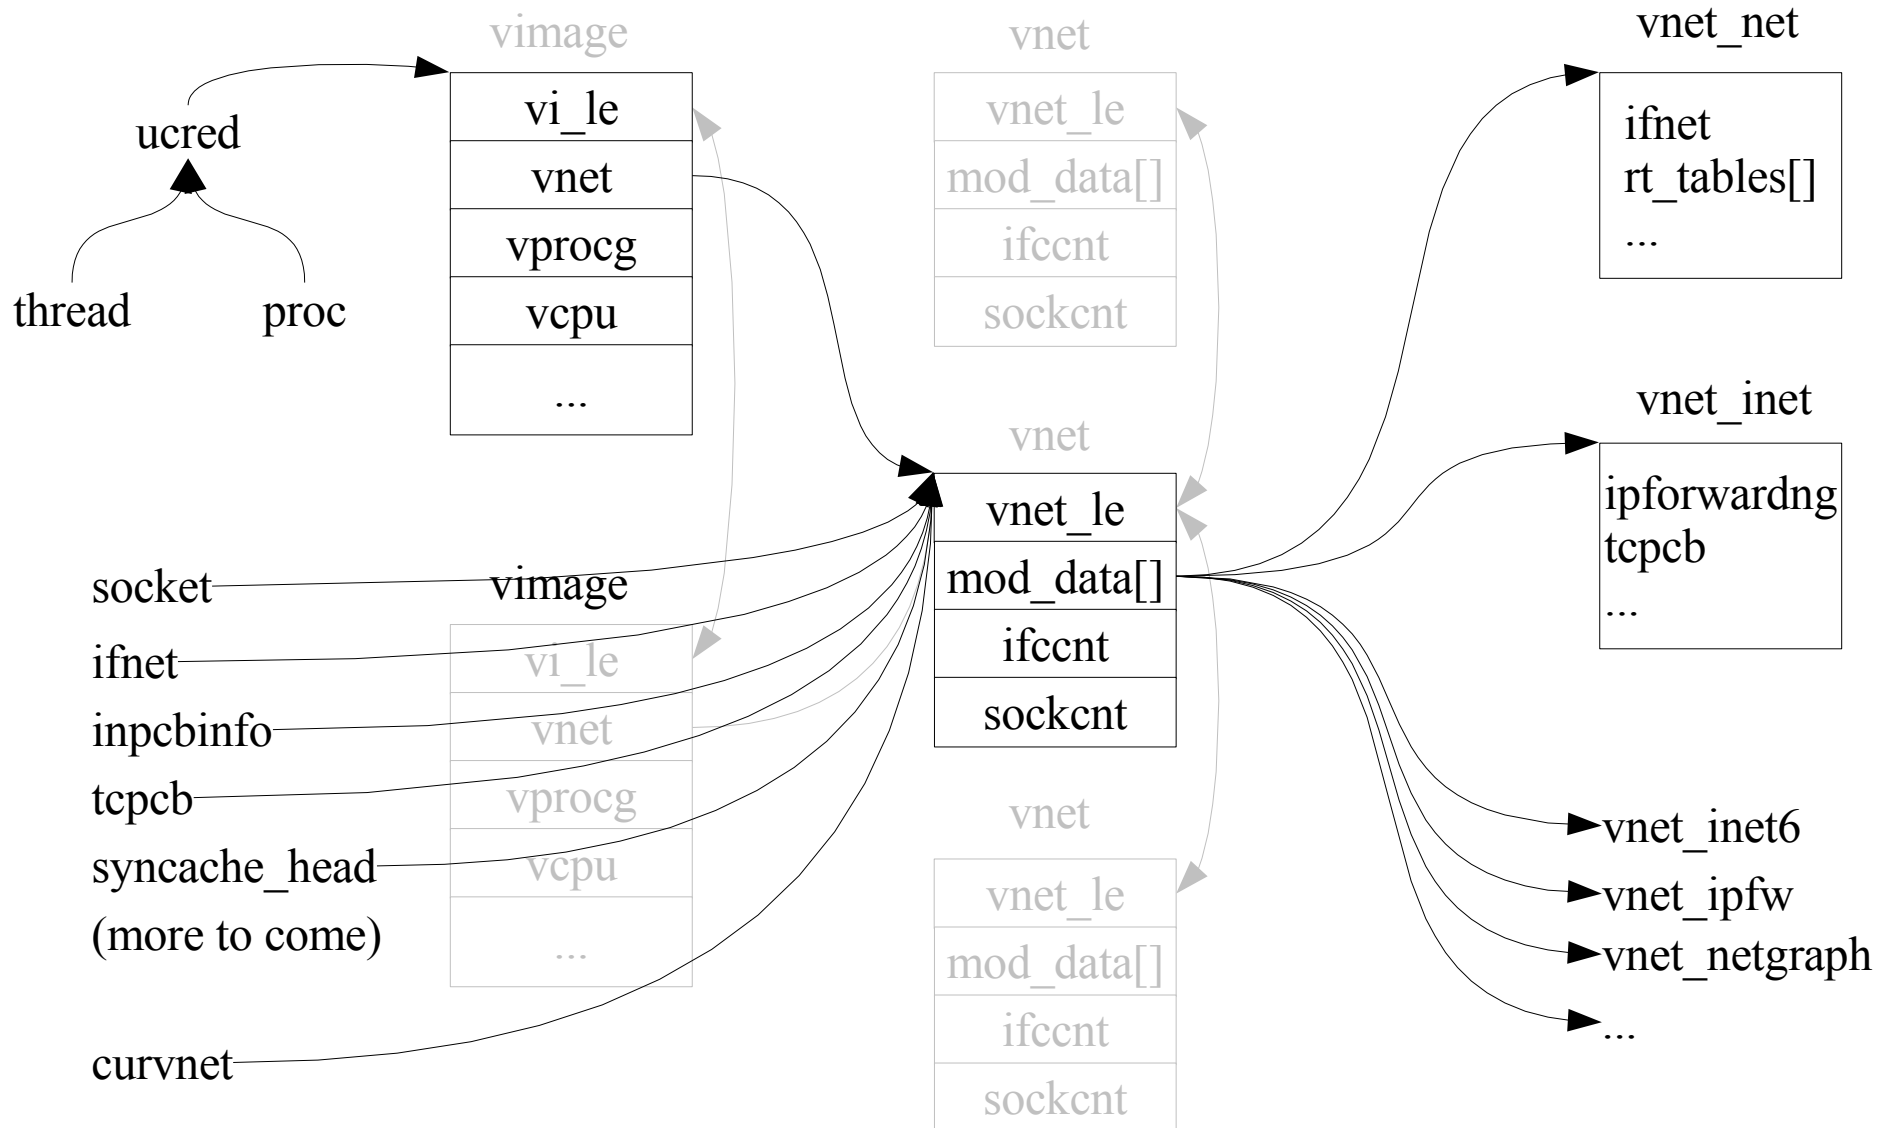 vimage
vi_le
vnet
vprocg
vcpu
...
ucred
thread
proc
vnet
vnet_le
mod_data[]
ifccnt
sockcnt
vnet_net
ifnet
rt_tables[]
...
vnet
vnet_le
mod_data[]
ifccnt
sockcnt
vnet_inet
ipforwardng
tcpcb
...
socket
ifnet
inpcbinfo
tcpcb
syncache_head
(more to come)
curvnet
vimage
vi_le
vnet
vprocg
vcpu
...
vnet
vnet_le
mod_data[]
ifccnt
sockcnt
vnet_inet6
vnet_ipfw
vnet_netgraph
...